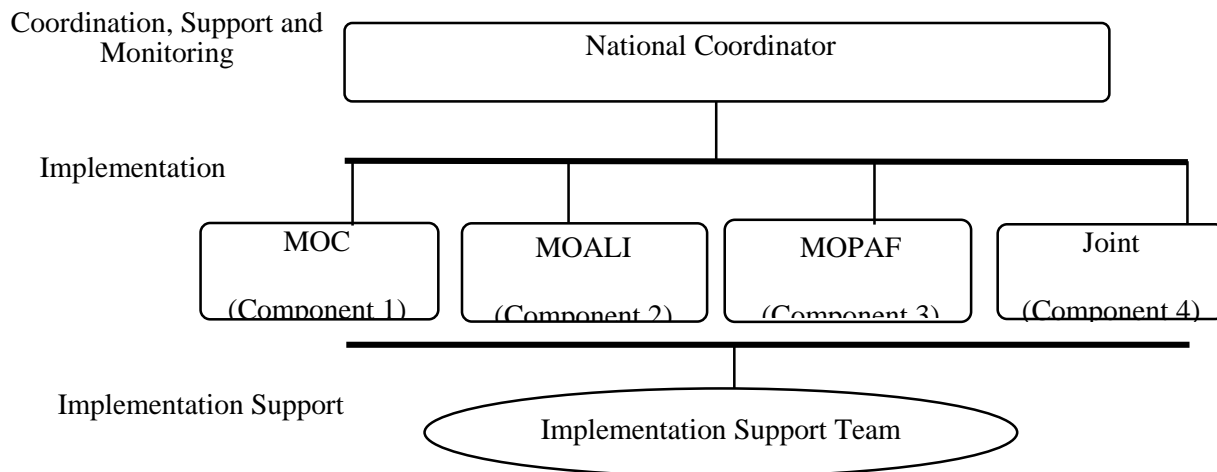 Coordination, Support and
Monitoring
National Coordinator
Implementation
MOC
(Component 1)
MOALI
(Component 2)
MOPAF
(Component 3)
Joint
(Component 4)
Implementation Support
Implementation Support Team